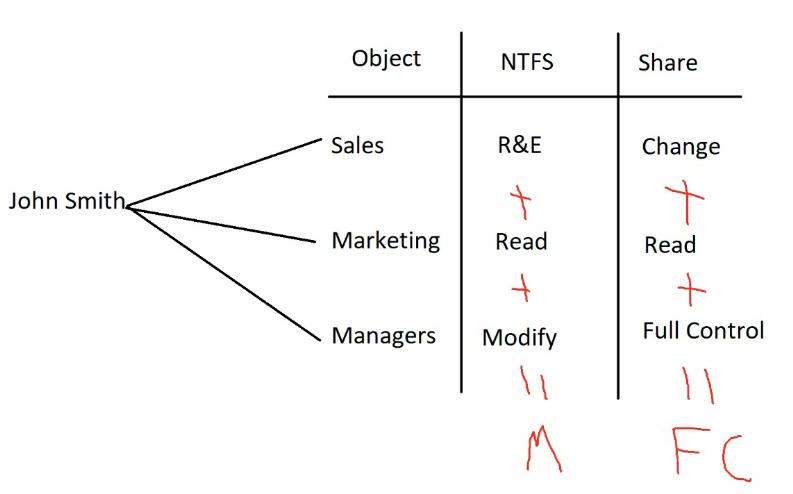 Object NTFS Share
Sales R&E Change
+ +
John Smith
Marketing Read Read
+ +
Managers Modify Full Control
= =
M FC